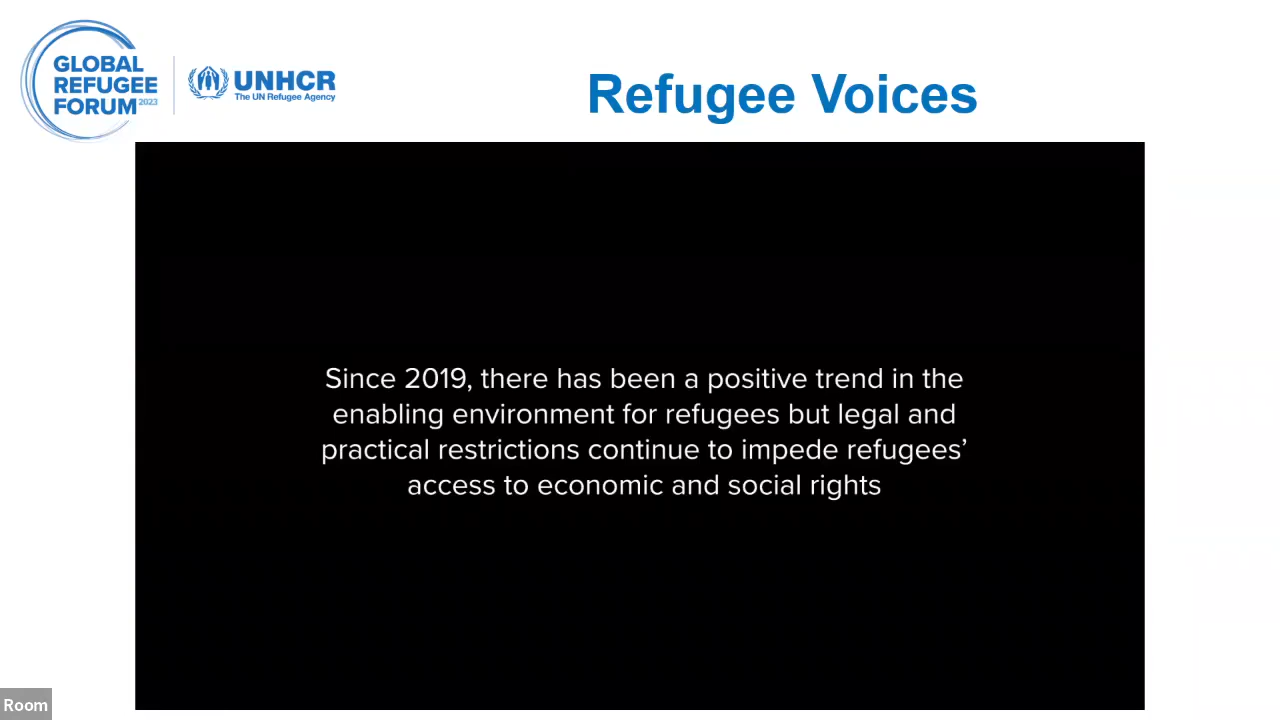 GLOBAL
REFUGEE
FORUM 2023
UNHCR
The UN Refugee Agency
Refugee Voices
Since 2019, there has been a positive trend in the
enabling environment for refugees but legal and
practical restrictions continue to impede refugees’
access to economic and social rights
Room